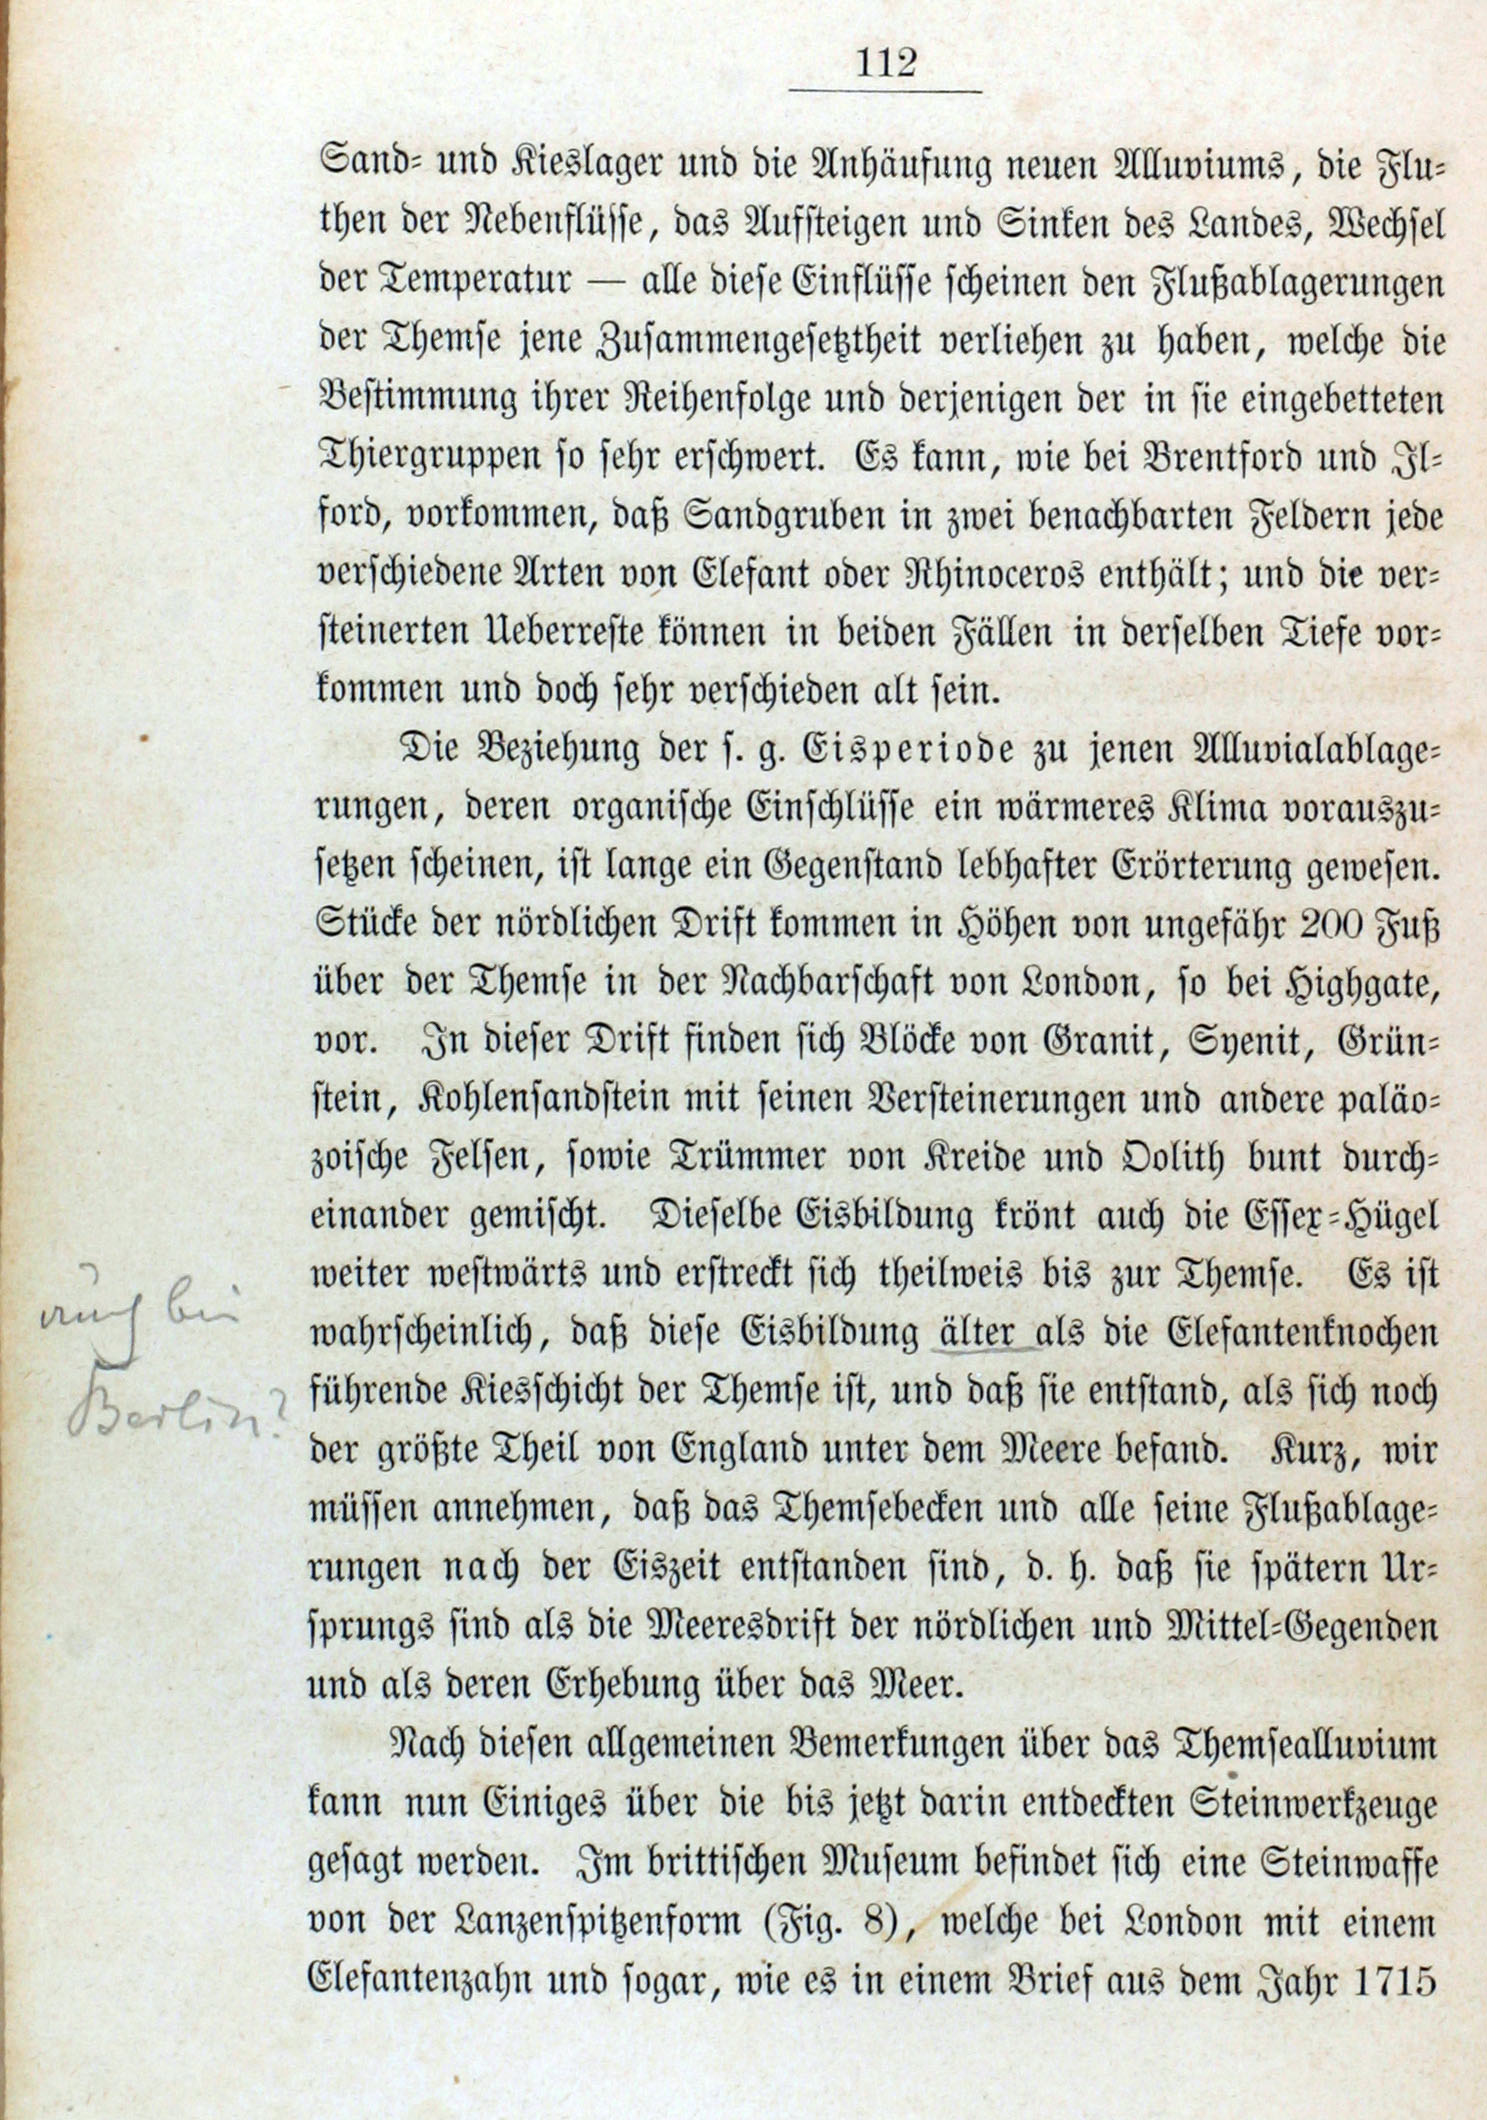 112
Sand- und Kieslager und die Anhäufung neuen Alluviums, die Flu-
then der Nebenflüsse, das Aufsteigen und Sinken des Landes, Wechsel
der Temperatur — alle diese Einflüsse scheinen den Flußablagerungen
der Themse jene Zusammengesetztheit verliehen zu haben, welche die
Bestimmung ihrer Reihenfolge und derjenigen der in sie eingebetteten
Thiergruppen so sehr erschwert. Es kann, wie bei Brentford und Il-
ford, vorkommen, daß Sandgruben in zwei benachbarten Feldern jede
verschiedene Arten von Elefant oder Rhinoceros enthält; und die ver-
steinerten Ueberreste können in beiden Fällen in derselben Tiefe vor-
kommen und doch sehr verschieden alt sein.
Die Beziehung der s. g. Eisperiode zu jenen Alluvialablage-
rungen, deren organische Einschlüsse ein wärmeres Klima vorauszu-
setzen scheinen, ist lange ein Gegenstand lebhafter Erörterung gewesen.
Stücke der nördlichen Drift kommen in Höhen von ungefähr 200 Fuß
über der Themse in der Nachbarschaft von London, so bei Highgate,
vor. In dieser Drift finden sich Blöcke von Granit, Syenit, Grün-
stein, Kohlensandstein mit seinen Versteinerungen und andere paläo-
zoische Felsen, sowie Trümmer von Kreide und Oolith bunt durch-
einander gemischt. Dieselbe Eisbildung krönt auch die Essex-Hügel
weiter westwärts und erstreckt sich theilweis bis zur Themse. Es ist
wahrscheinlich, daß diese Eisbildung älter als die Elefantenknochen
führende Kiesschicht der Themse ist, und daß sie entstand, als sich noch
der größte Theil von England unter dem Meere befand. Kurz, wir
müssen annehmen, daß das Themsebecken und alle seine Flußablage-
rungen nach der Eiszeit entstanden sind, d. h. daß sie spätern Ur-
sprungs sind als die Meeresdrift der nördlichen und Mittel-Gegenden
und als deren Erhebung über das Meer.
Nach diesen allgemeinen Bemerkungen über das Themsealluvium
kann nun Einiges über die bis jetzt darin entdeckten Steinwerkzeuge
gesagt werden. Im brittischen Museum befindet sich eine Steinwaffe
von der Lanzenspitzenform (Fig. 8), welche bei London mit einem
Elefantenzahn und sogar, wie es in einem Brief aus dem Jahr 1715
auch bei
Berlin?